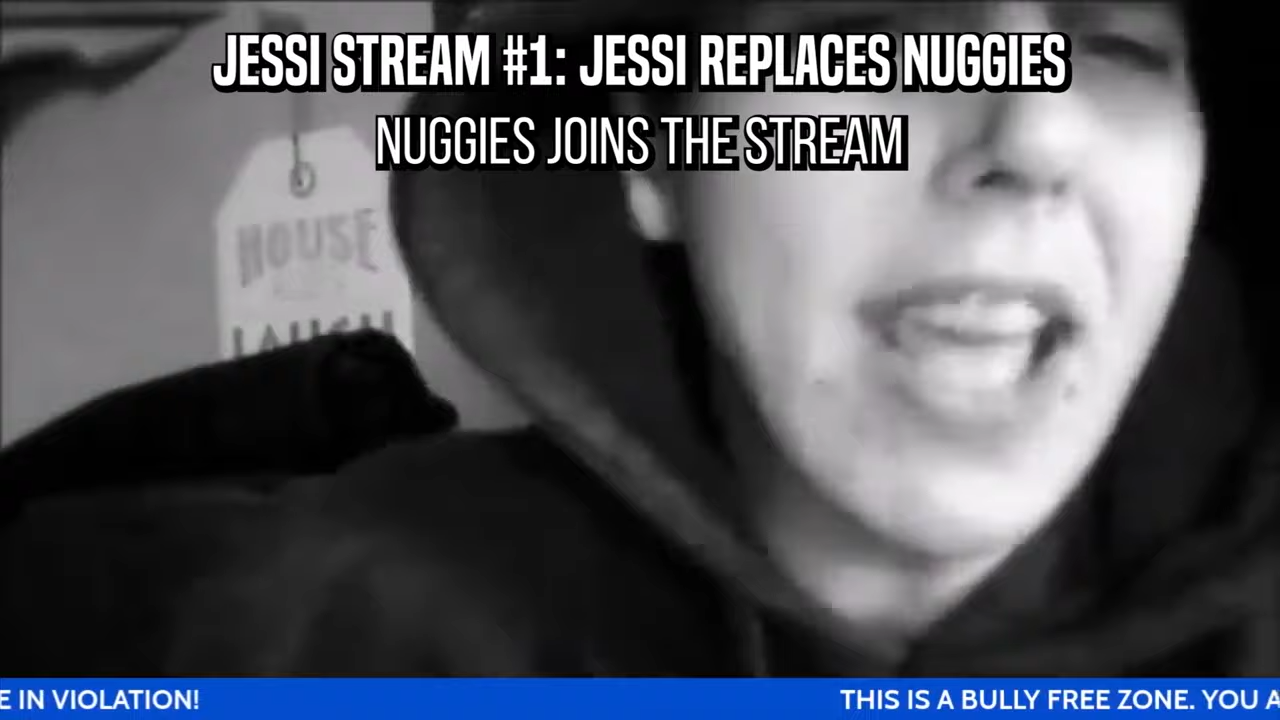 JESSI STREAM #1: JESSI REPLACES NUGGIES
NUGGIES JOINS THE STREAM
HOUSE
LAUGH
E IN VIOLATION!
THIS IS A BULLY FREE ZONE. YOU A